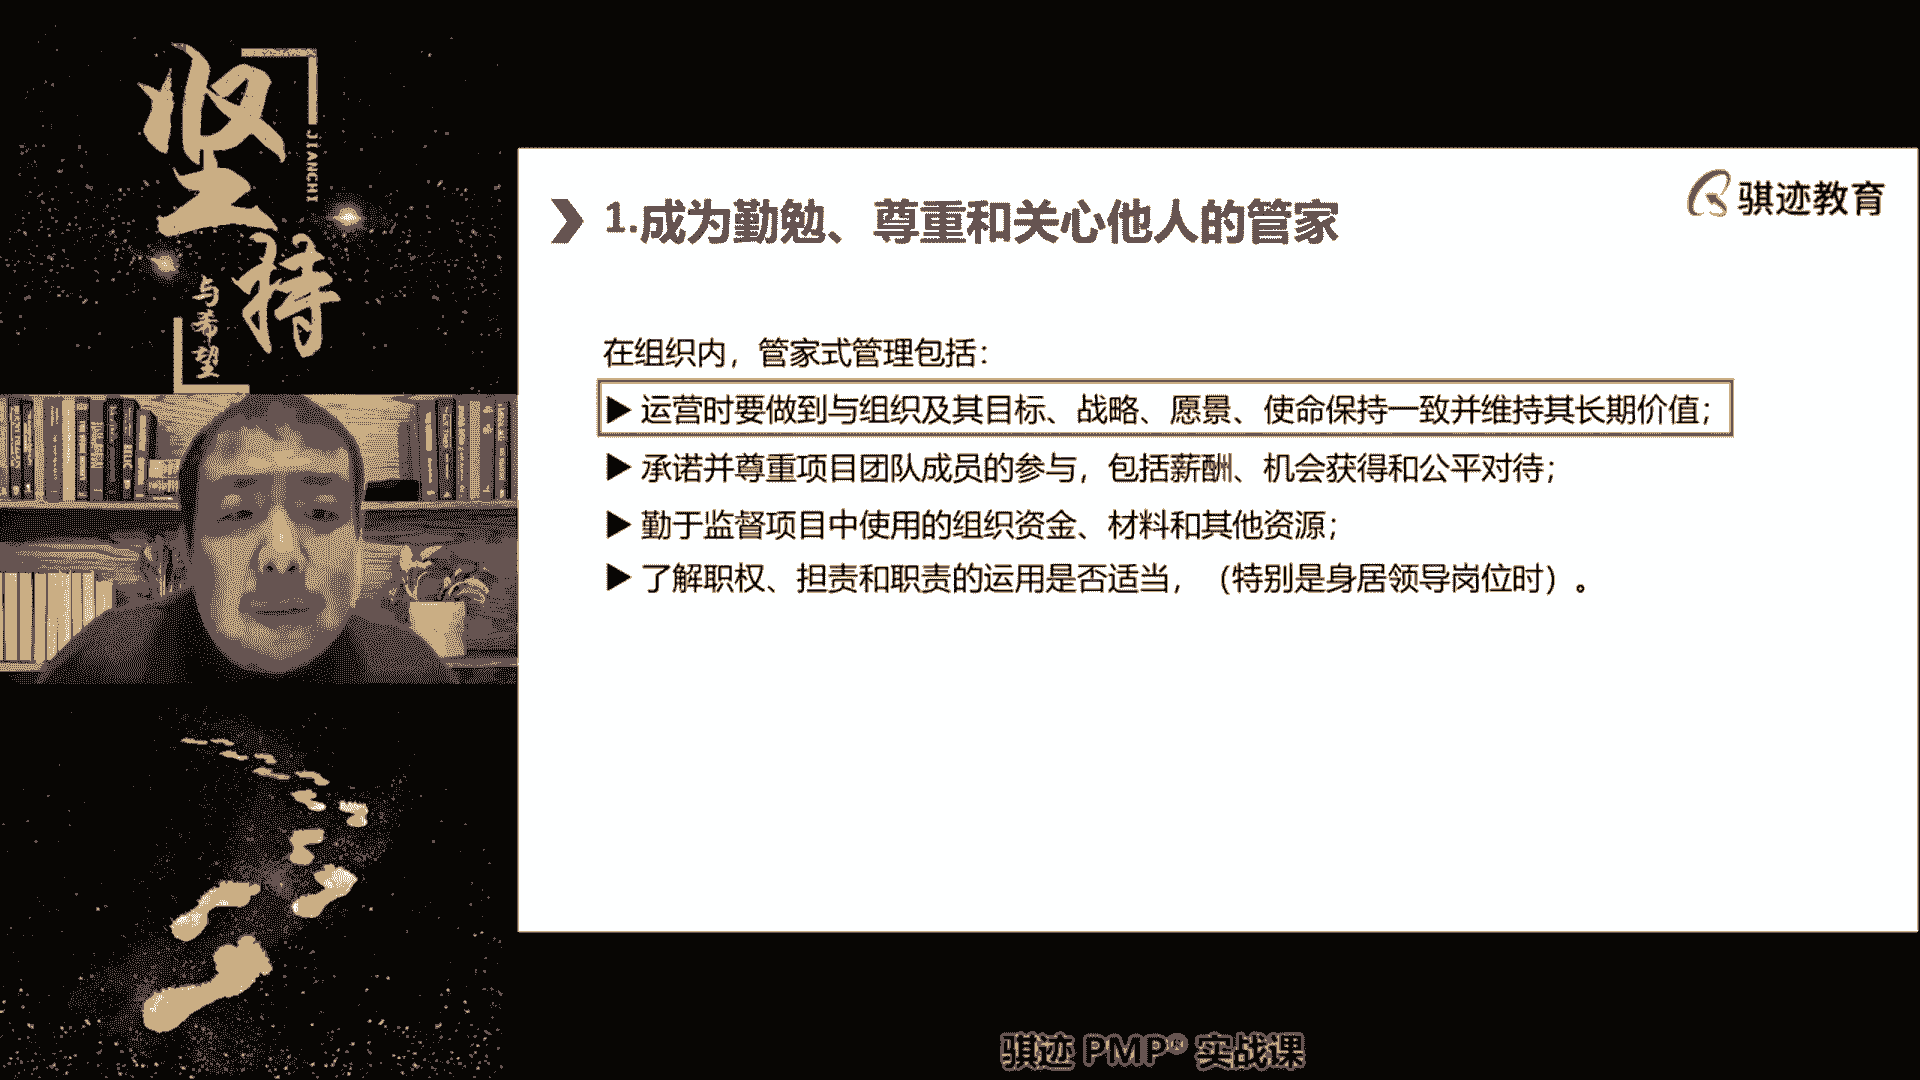 坚持
JIANCHI
与希望
骐迹教育
1.成为勤勉、尊重和关心他人的管家
在组织内，管家式管理包括：
▶ 运营时要做到与组织及其目标、战略、愿景、使命保持一致并维持其长期价值；
▶ 承诺并尊重项目团队成员的参与，包括薪酬、机会获得和公平对待；
▶ 勤于监督项目中使用的组织资金、材料和其他资源；
▶ 了解职权、担责和职责的运用是否适当，（特别是身居领导岗位时）。
骐迹 PMP® 实战课